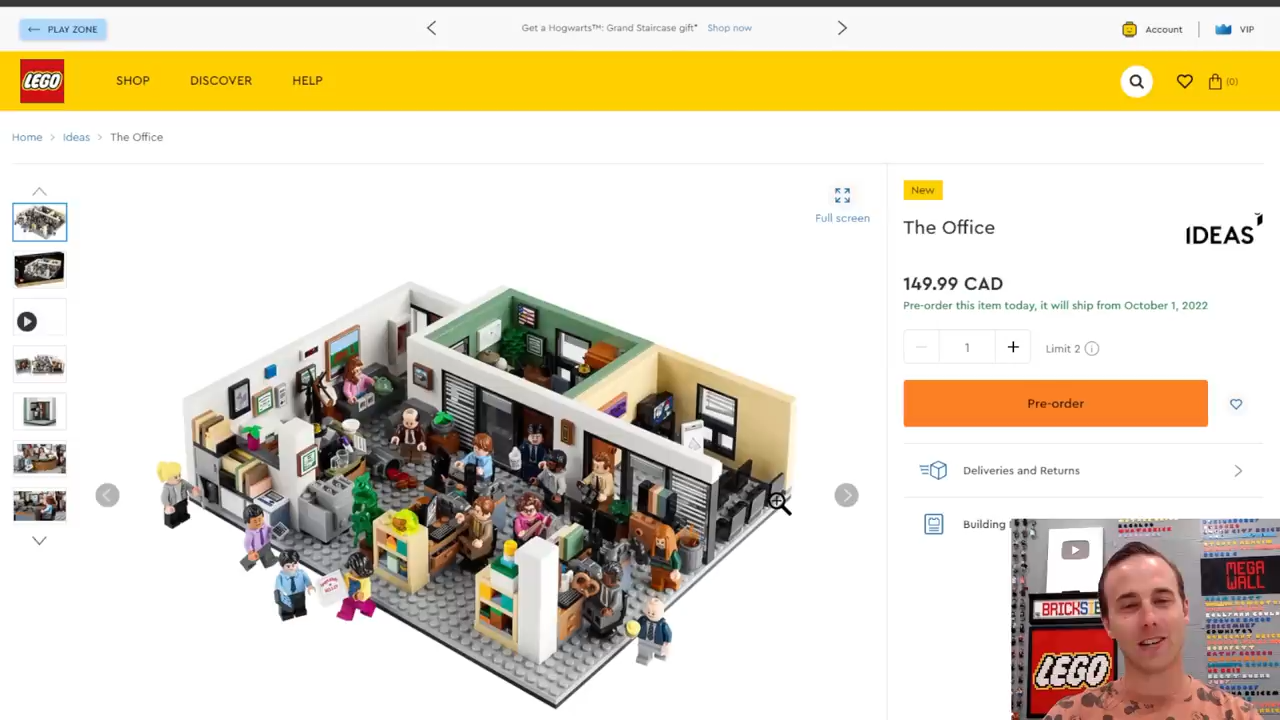 PLAY ZONE
Get a Hogwarts™: Grand Staircase gift* Shop now
Account
VIP
LEGO
SHOP
DISCOVER
HELP
(0)
Home > Ideas > The Office
Full screen
New
The Office
IDEAS
149.99 CAD
Pre-order this item today, it will ship from October 1, 2022
1
Limit 2
Pre-order
Deliveries and Returns
Building
MEGA
WALL
BRICKSTE
LEGO